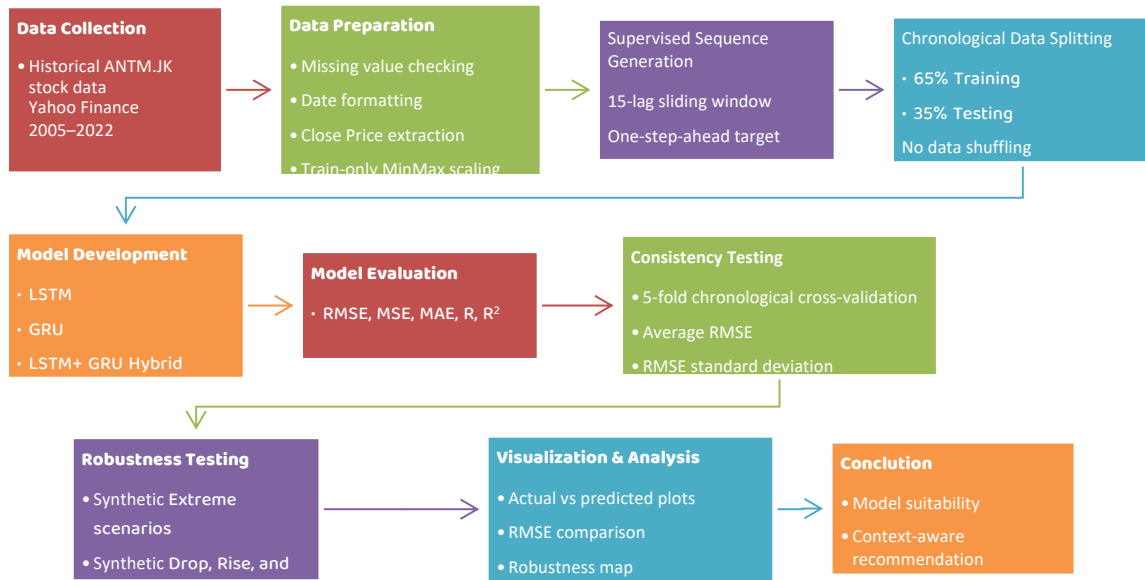 Data Collection
• Historical ANTM.JK
stock data
Yahoo Finance
2005–2022
Data Preparation
• Missing value checking
• Date formatting
• Close Price extraction
• Train-only MinMax scaling
Supervised Sequence
Generation
15-lag sliding window
One-step-ahead target
Chronological Data Splitting
• 65% Training
• 35% Testing
No data shuffling
Model Development
• LSTM
• GRU
• LSTM+ GRU Hybrid
Model Evaluation
• RMSE, MSE, MAE, R, R²
Consistency Testing
• 5-fold chronological cross-validation
• Average RMSE
• RMSE standard deviation
Robustness Testing
• Synthetic Extreme
scenarios
• Synthetic Drop, Rise, and
Visualization & Analysis
• Actual vs predicted plots
• RMSE comparison
• Robustness map
Conclution
• Model suitability
• Context-aware
recommendation